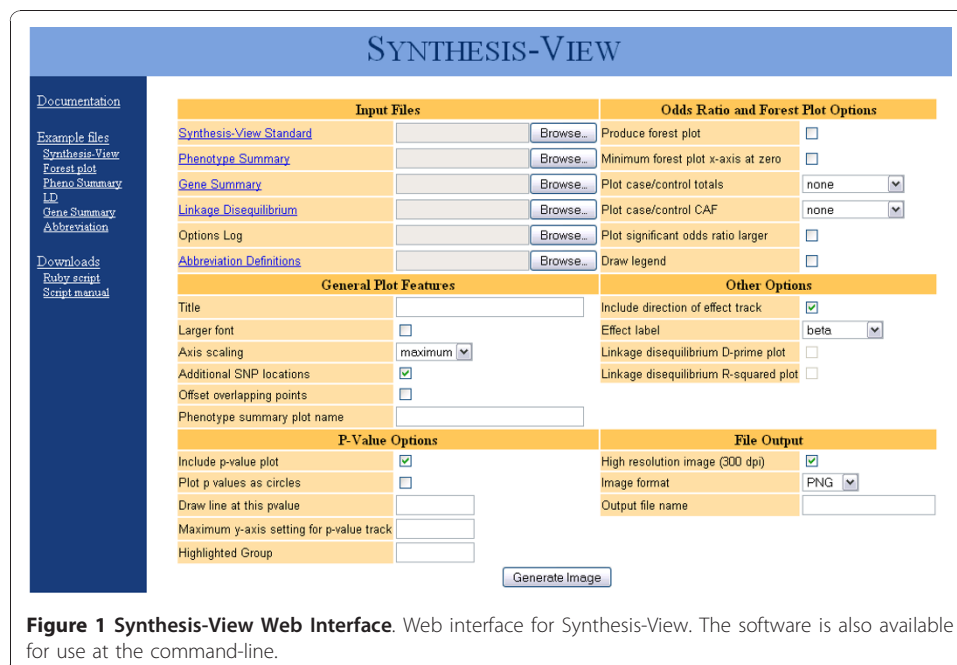 SYNTHESIS-VIEW
Documentation
Example files
Synthesis-View
Forest plot
Pheno Summary
LD
Gene Summary
Abbreviation
Downloads
Ruby script
Script manual
Input Files
Synthesis-View Standard Browse...
Phenotype Summary Browse...
Gene Summary Browse...
Linkage Disequilibrium Browse...
Options Log Browse...
Abbreviation Definitions Browse...
Odds Ratio and Forest Plot Options
Produce forest plot
Minimum forest plot x-axis at zero
Plot case/control totals none
Plot case/control CAF none
Plot significant odds ratio larger
Draw legend
General Plot Features
Title
Larger font
Axis scaling maximum
Additional SNP locations
Offset overlapping points
Phenotype summary plot name
Other Options
Include direction of effect track
Effect label beta
Linkage disequilibrium D-prime plot
Linkage disequilibrium R-squared plot
P-Value Options
Include p-value plot
Plot p values as circles
Draw line at this pvalue
Maximum y-axis setting for p-value track
Highlighted Group
File Output
High resolution image (300 dpi)
Image format PNG
Output file name
Generate Image
Figure 1 Synthesis-View Web Interface. Web interface for Synthesis-View. The software is also available
for use at the command-line.